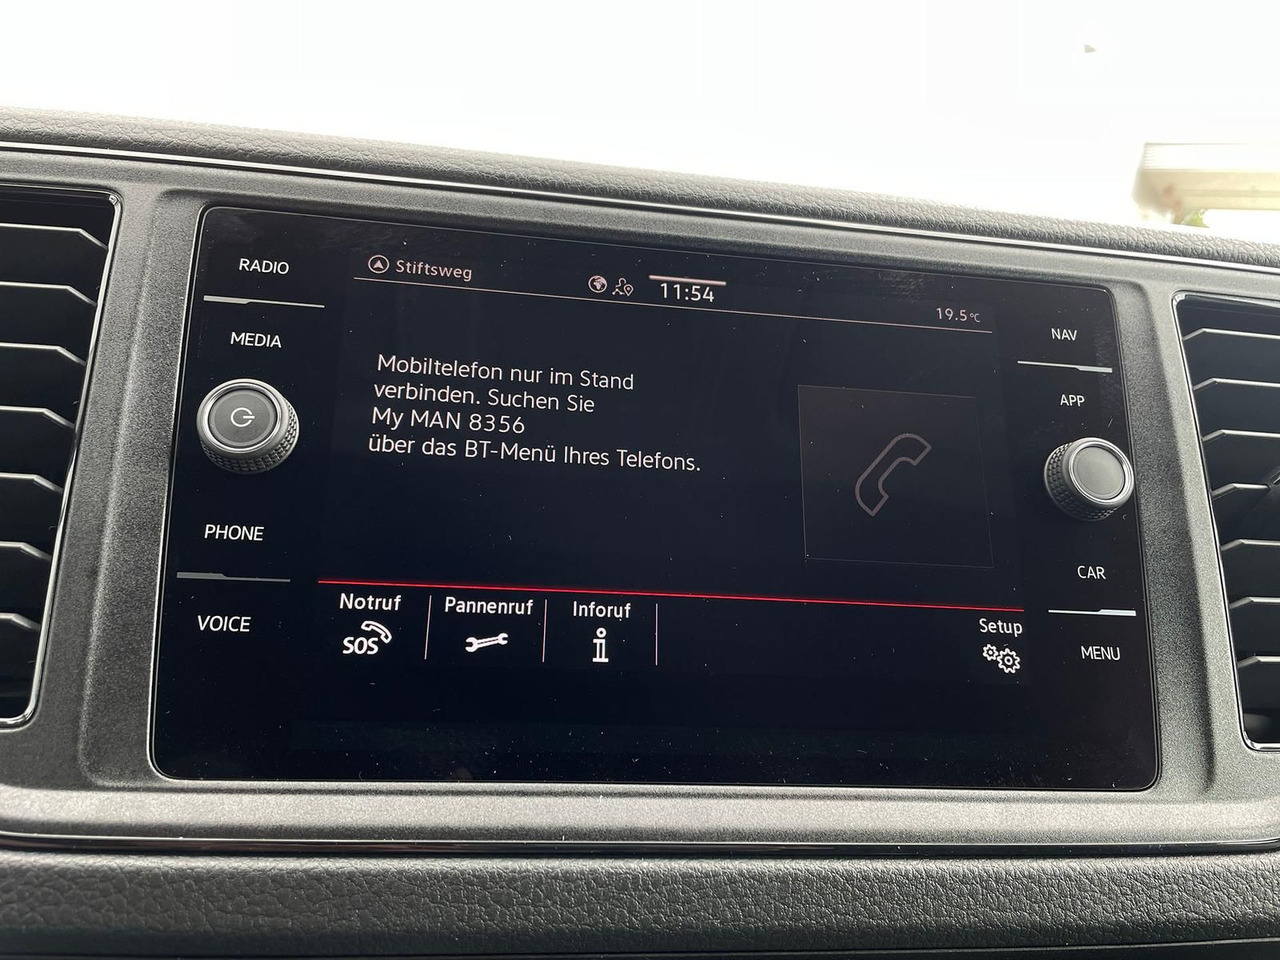 RADIO
MEDIA
PHONE
VOICE
Stiftsweg
11:54
19.5°C
Mobiltelefon nur im Stand
verbinden. Suchen Sie
My MAN 8356
über das BT-Menü Ihres Telefons.
Notruf
SOS
Pannenruf
Inforuf
i
Setup
NAV
APP
CAR
MENU